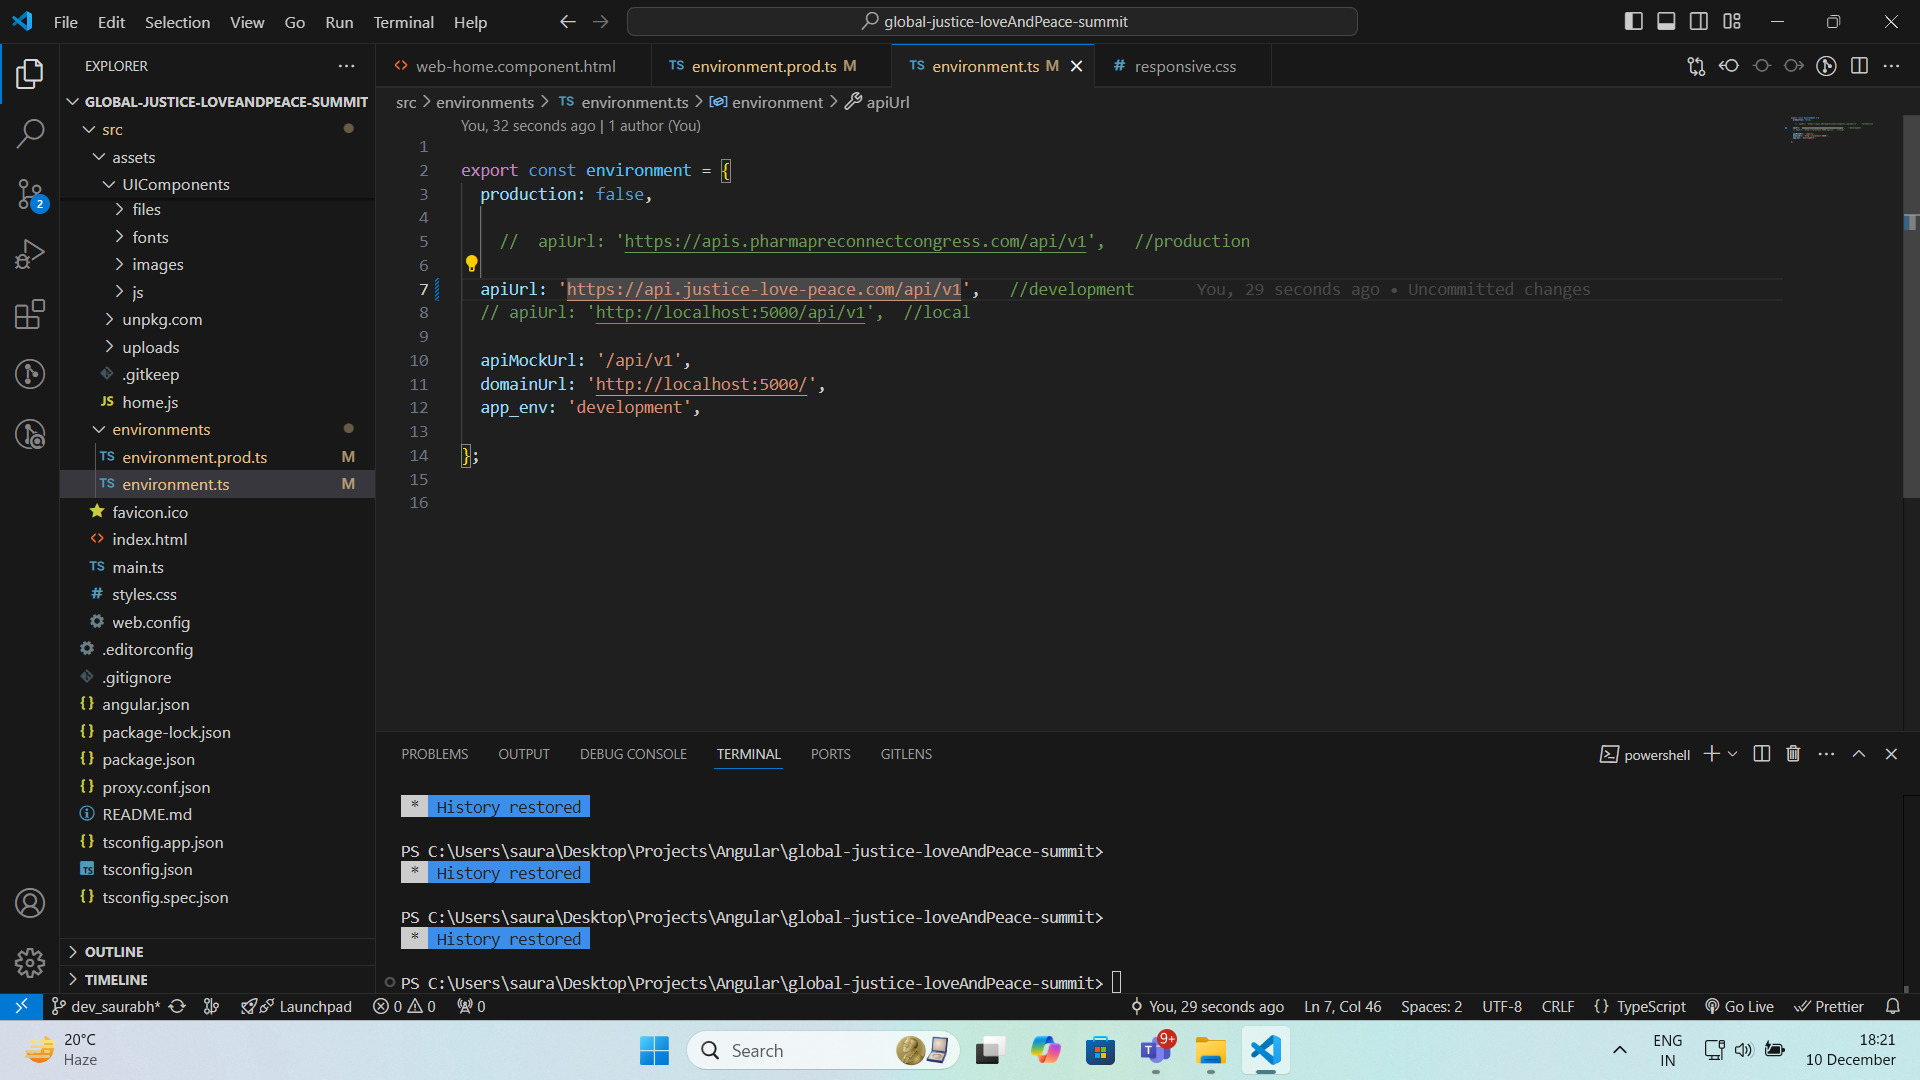 File Edit Selection View Go Run Terminal Help
global-justice-loveAndPeace-summit
EXPLORER
GLOBAL-JUSTICE-LOVEANDPEACE-SUMMIT
src
assets
UIComponents
files
fonts
images
js
unpkg.com
uploads
.gitkeep
JS home.js
environments
TS environment.prod.ts M
TS environment.ts M
favicon.ico
<> index.html
TS main.ts
# styles.css
web.config
.editorconfig
.gitignore
{} angular.json
{} package-lock.json
{} package.json
{} proxy.conf.json
README.md
{} tsconfig.app.json
TS tsconfig.json
{} tsconfig.spec.json
OUTLINE
TIMELINE
2
<> web-home.component.html TS environment.prod.ts M TS environment.ts M # responsive.css
src > environments > TS environment.ts > environment > apiUrl
You, 32 seconds ago | 1 author (You)
1
2 export const environment = {
3 production: false,
4
5 // apiUrl: 'https://apis.pharmapreconnectcongress.com/api/v1', //production
6
7 apiUrl: 'https://api.justice-love-peace.com/api/v1', //development You, 29 seconds ago • Uncommitted changes
8 // apiUrl: 'http://localhost:5000/api/v1', //local
9
10 apiMockUrl: '/api/v1',
11 domainUrl: 'http://localhost:5000/',
12 app_env: 'development',
13
14 };
15
16
PROBLEMS OUTPUT DEBUG CONSOLE TERMINAL PORTS GITLENS
powershell
* History restored
PS C:\Users\saura\Desktop\Projects\Angular\global-justice-loveAndPeace-summit>
* History restored
PS C:\Users\saura\Desktop\Projects\Angular\global-justice-loveAndPeace-summit>
* History restored
PS C:\Users\saura\Desktop\Projects\Angular\global-justice-loveAndPeace-summit>
dev_saurabh* Launchpad 0 0 0 You, 29 seconds ago Ln 7, Col 46 Spaces: 2 UTF-8 CRLF {} TypeScript Go Live Prettier
20°C
Haze
Search
9+
ENG
IN
18:21
10 December